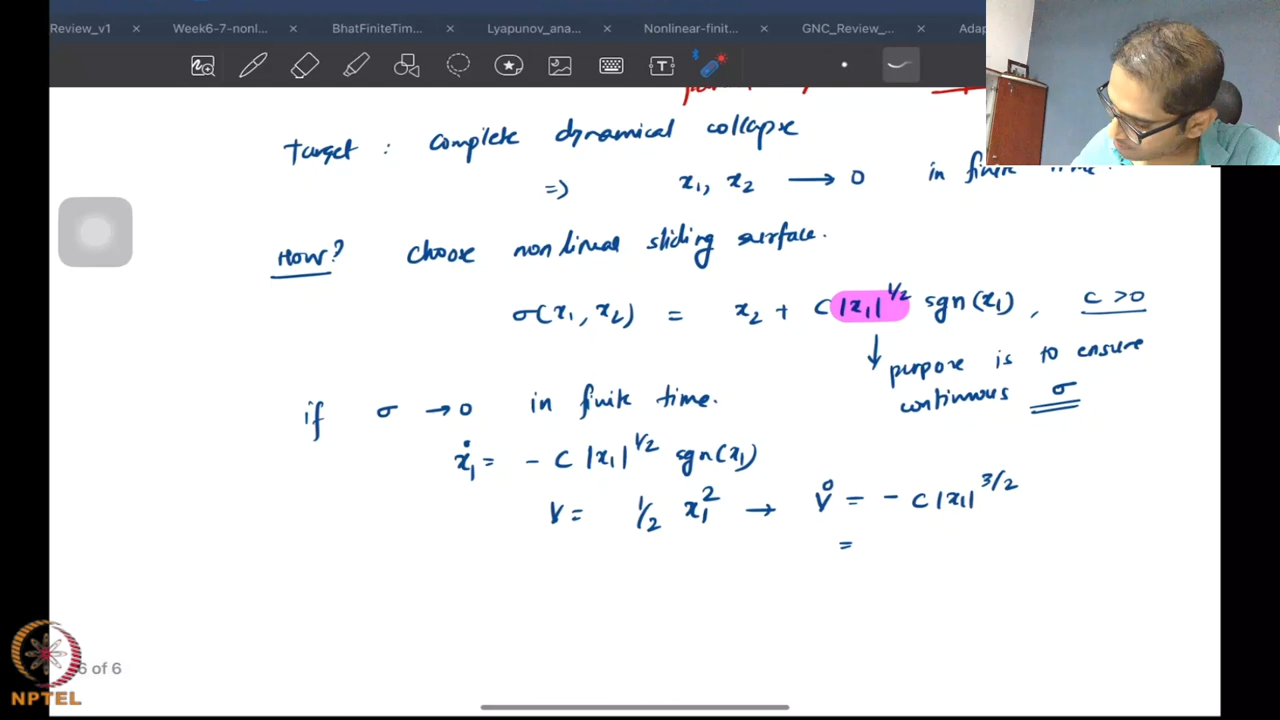 Review_v1 × Week6-7-nonl... × BhatFiniteTim... × Lyapunov_ana... × Nonlinear-finit... × GNC_Review_... × Adap
Target : complete dynamical collapse
⇒ x₁, x₂ → 0 in finite time.
How? choose nonlinear sliding surface.
σ(x₁, x₂) = x₂ + C|x₁|^1/2 sgn(x₁), C >0
↓ purpose is to ensure
continuous σ
if σ → 0 in finite time.
ẋ₁ = - C |x₁|^1/2 sgn(x₁)
V = 1/2 x₁² → V̇ = - C|x₁|^3/2
=
6 of 6
NPTEL